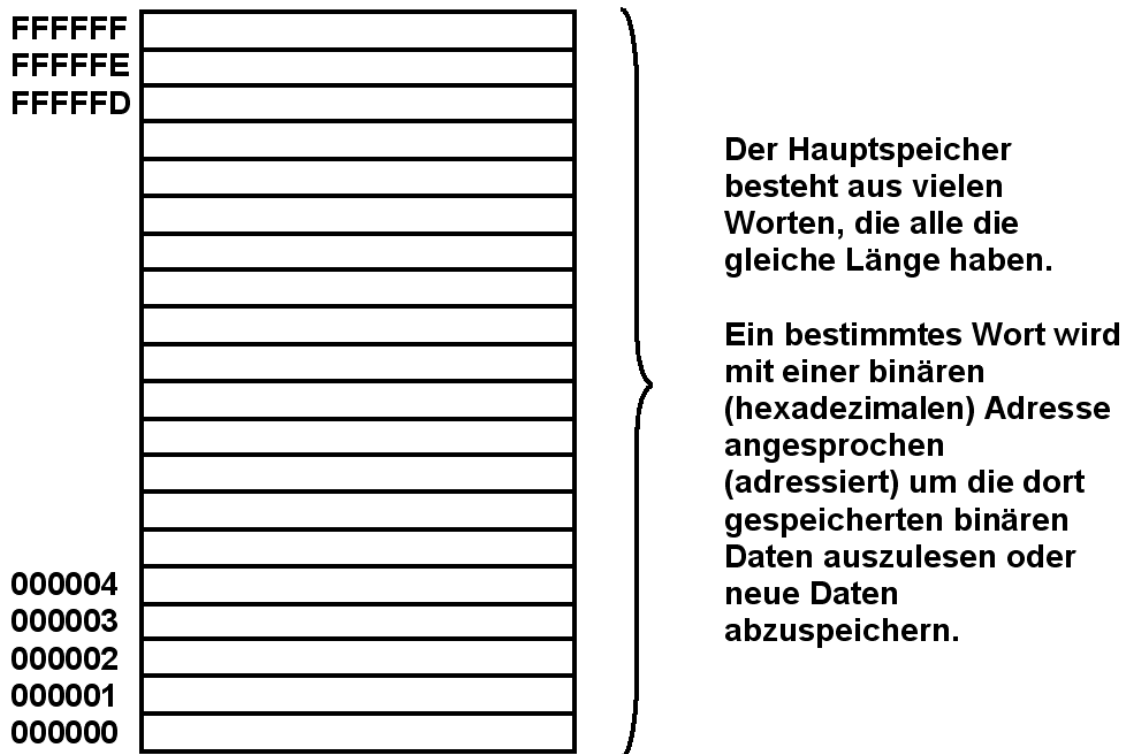 FFFFFF
FFFFFE
FFFFFD
000004
000003
000002
000001
000000
Der Hauptspeicher
besteht aus vielen
Worten, die alle die
gleiche Länge haben.
Ein bestimmtes Wort wird
mit einer binären
(hexadezimalen) Adresse
angesprochen
(adressiert) um die dort
gespeicherten binären
Daten auszulesen oder
neue Daten
abzuspeichern.